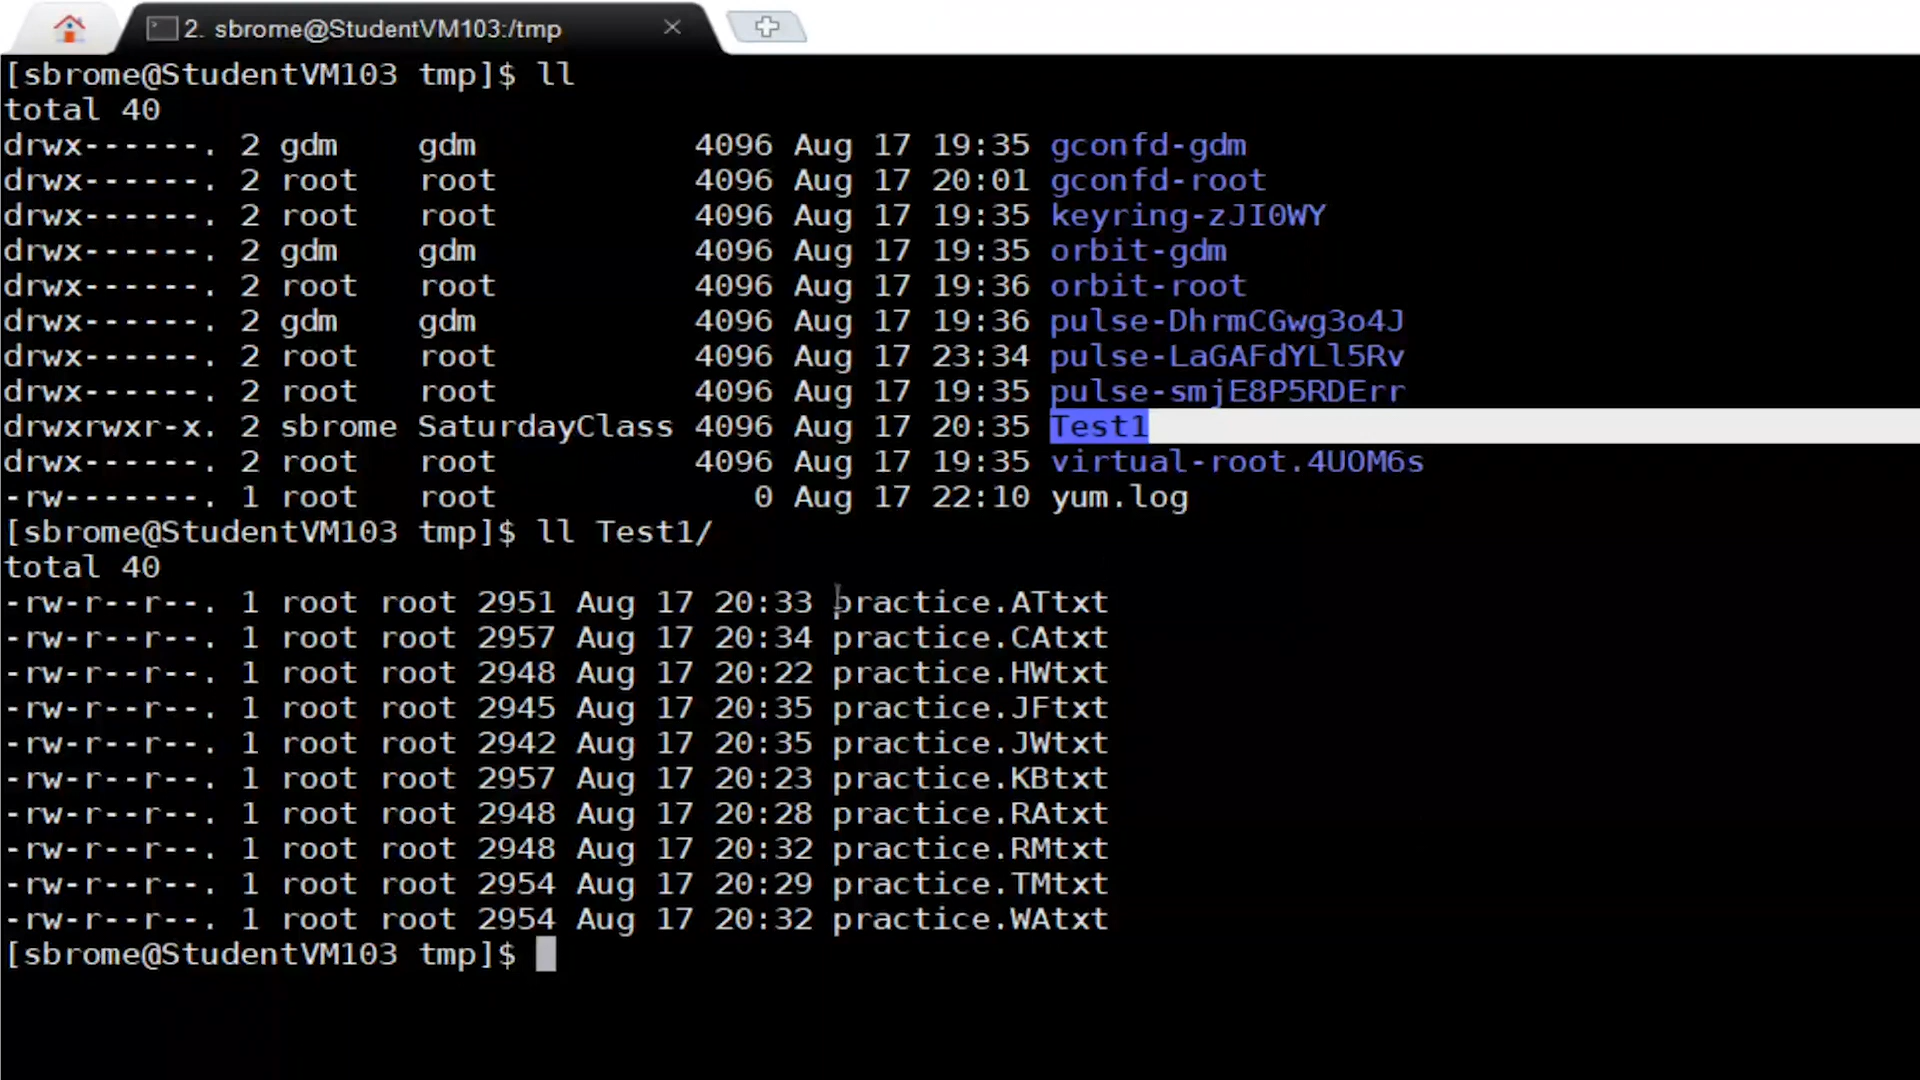 2. sbrome@StudentVM103:/tmp
[sbrome@StudentVM103 tmp]$ ll
total 40
drwx------. 2 gdm    gdm           4096 Aug 17 19:35 gconfd-gdm
drwx------. 2 root   root          4096 Aug 17 20:01 gconfd-root
drwx------. 2 root   root          4096 Aug 17 19:35 keyring-zJI0WY
drwx------. 2 gdm    gdm           4096 Aug 17 19:35 orbit-gdm
drwx------. 2 root   root          4096 Aug 17 19:36 orbit-root
drwx------. 2 gdm    gdm           4096 Aug 17 19:36 pulse-DhrmCGwg3o4J
drwx------. 2 root   root          4096 Aug 17 23:34 pulse-LaGAFdYLl5Rv
drwx------. 2 root   root          4096 Aug 17 19:35 pulse-smjE8P5RDErr
drwxrwxr-x. 2 sbrome SaturdayClass 4096 Aug 17 20:35 Test1
drwx------. 2 root   root          4096 Aug 17 19:35 virtual-root.4UOM6s
-rw-------. 1 root   root             0 Aug 17 22:10 yum.log
[sbrome@StudentVM103 tmp]$ ll Test1/
total 40
-rw-r--r--. 1 root root 2951 Aug 17 20:33 practice.ATtxt
-rw-r--r--. 1 root root 2957 Aug 17 20:34 practice.CAtxt
-rw-r--r--. 1 root root 2948 Aug 17 20:22 practice.HWtxt
-rw-r--r--. 1 root root 2945 Aug 17 20:35 practice.JFtxt
-rw-r--r--. 1 root root 2942 Aug 17 20:35 practice.JWtxt
-rw-r--r--. 1 root root 2957 Aug 17 20:23 practice.KBtxt
-rw-r--r--. 1 root root 2948 Aug 17 20:28 practice.RAtxt
-rw-r--r--. 1 root root 2948 Aug 17 20:32 practice.RMtxt
-rw-r--r--. 1 root root 2954 Aug 17 20:29 practice.TMtxt
-rw-r--r--. 1 root root 2954 Aug 17 20:32 practice.WAtxt
[sbrome@StudentVM103 tmp]$